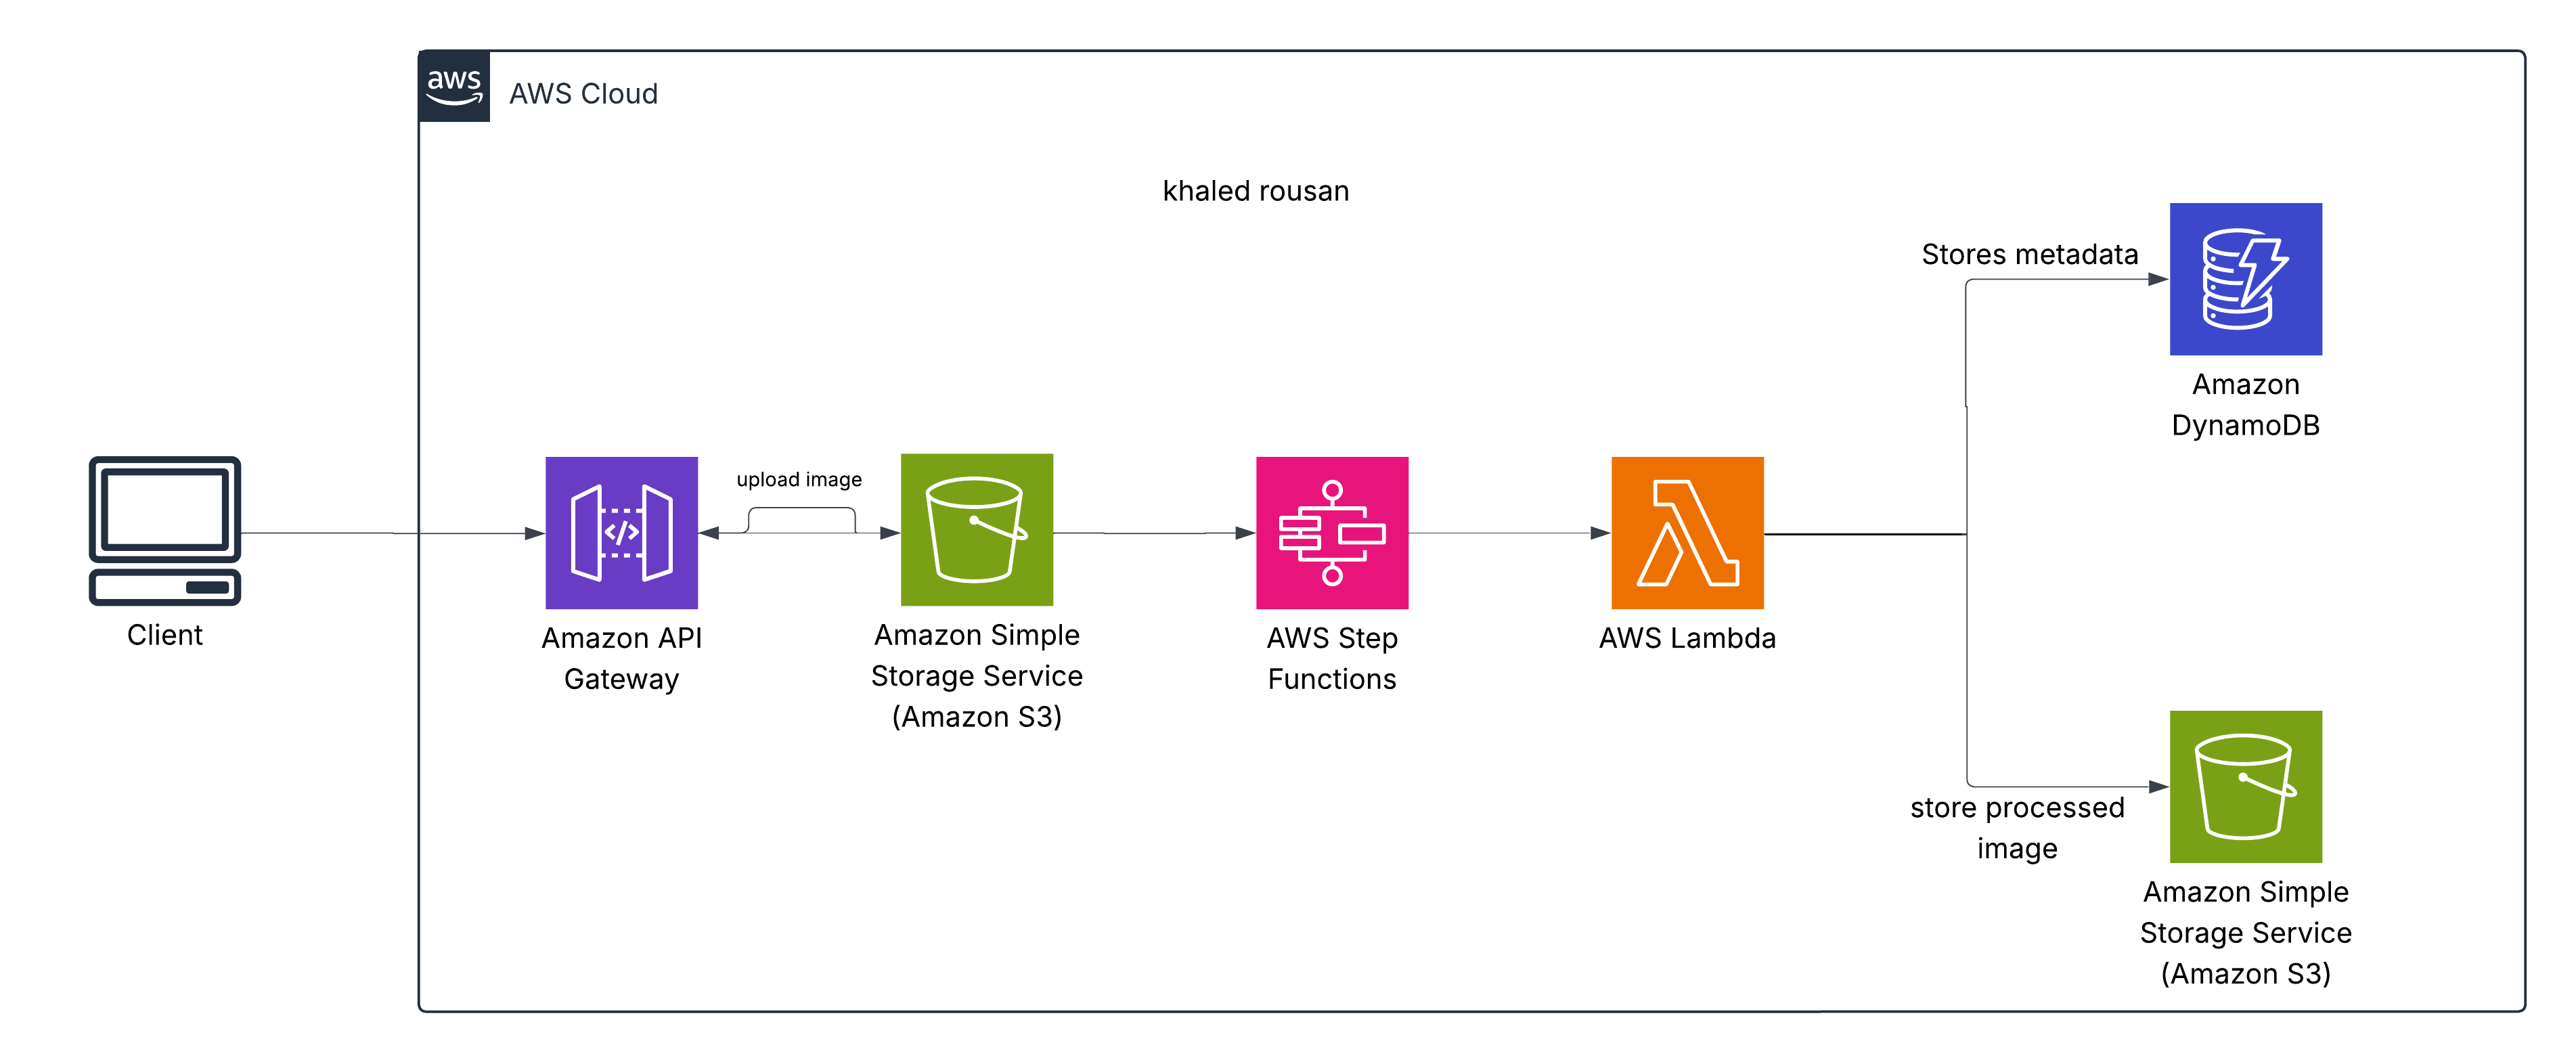 aws
AWS Cloud
khaled rousan
Stores metadata
Amazon
DynamoDB
upload image
Client
Amazon API
Gateway
Amazon Simple
Storage Service
(Amazon S3)
AWS Step
Functions
AWS Lambda
store processed
image
Amazon Simple
Storage Service
(Amazon S3)